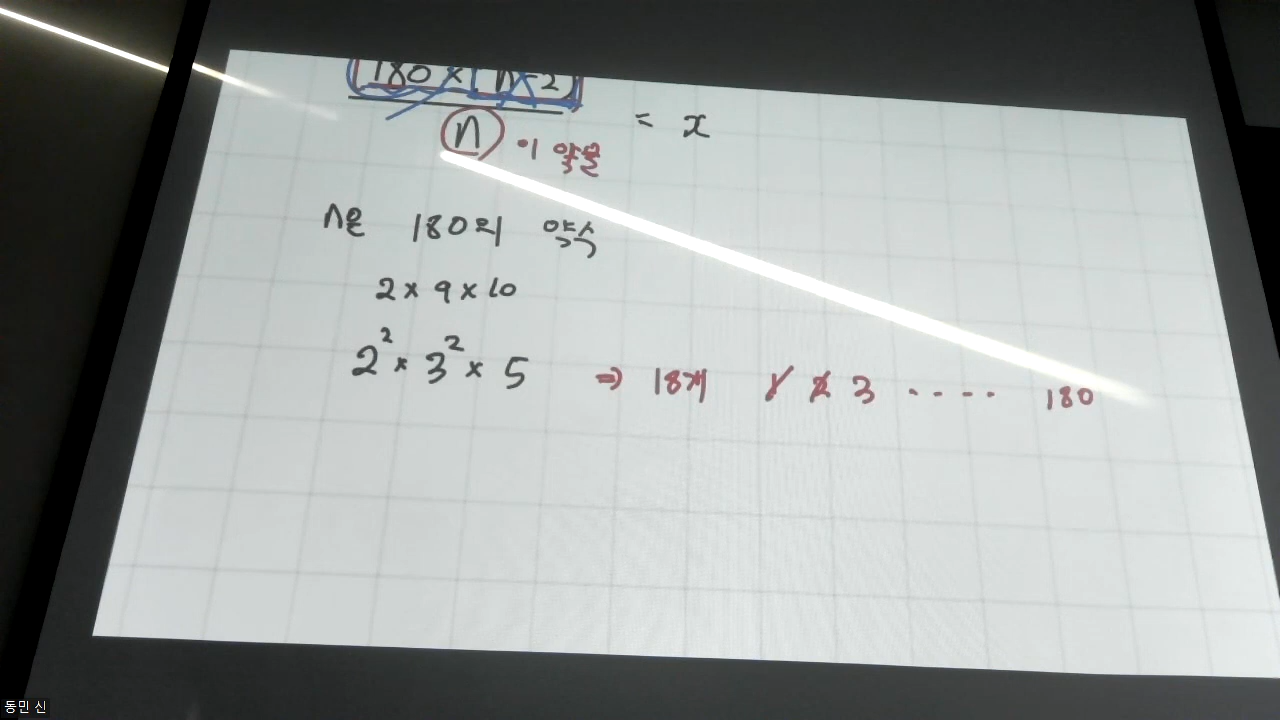 180 × (n-2)
n 이 약분
= x
n은 180의 약수
2 × 9 × 10
2² × 3² × 5 ⇒ 18개 1 2 3 ‥‥ 180
동민 신